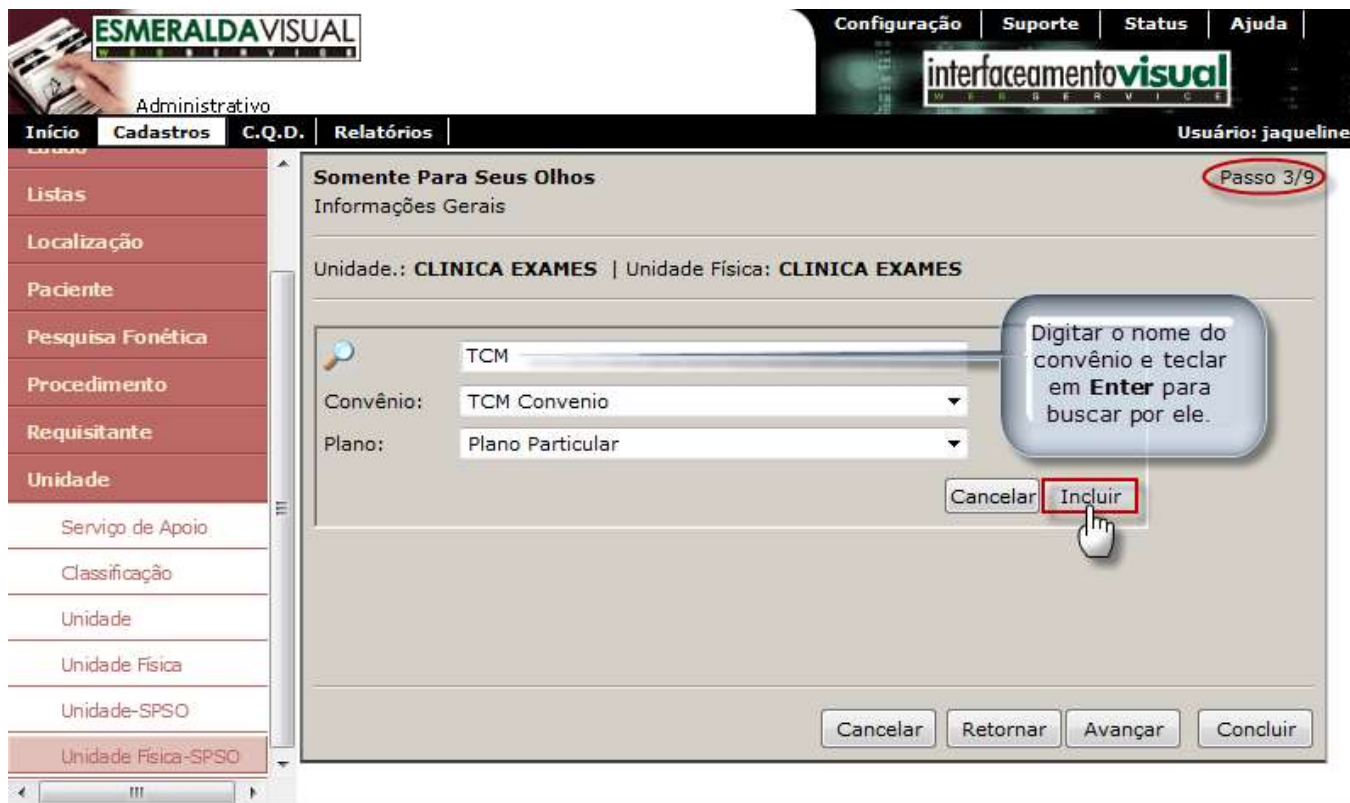 ESMERALDAVISUAL
WEBSERVICE
Administrativo
Configuração Suporte Status Ajuda
interfaceamentovisual
WEBSERVICE
Início Cadastros C.Q.D. Relatórios Usuário: jaqueline
Listas
Localização
Paciente
Pesquisa Fonética
Procedimento
Requisitante
Unidade
Serviço de Apoio
Classificação
Unidade
Unidade Física
Unidade-SPSO
Unidade Física-SPSO
Somente Para Seus Olhos Passo 3/9
Informações Gerais
Unidade.: CLINICA EXAMES | Unidade Física: CLINICA EXAMES
TCM
Convênio: TCM Convenio
Plano: Plano Particular
Digitar o nome do
convênio e teclar
em Enter para
buscar por ele.
Cancelar Incluir
Cancelar Retornar Avançar Concluir